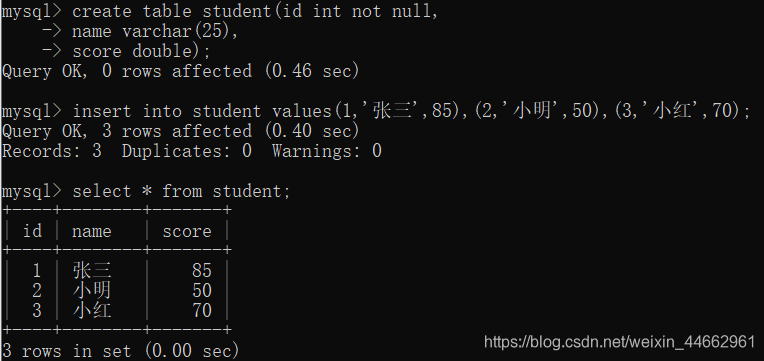 mysql> create table student(id int not null,
    -> name varchar(25),
    -> score double);
Query OK, 0 rows affected (0.46 sec)

mysql> insert into student values(1,'张三',85),(2,'小明',50),(3,'小红',70);
Query OK, 3 rows affected (0.40 sec)
Records: 3  Duplicates: 0  Warnings: 0

mysql> select * from student;
+----+--------+-------+
| id | name   | score |
+----+--------+-------+
|  1 | 张三   |    85 |
|  2 | 小明   |    50 |
|  3 | 小红   |    70 |
+----+--------+-------+
3 rows in set (0.00 sec)
https://blog.csdn.net/weixin_44662961